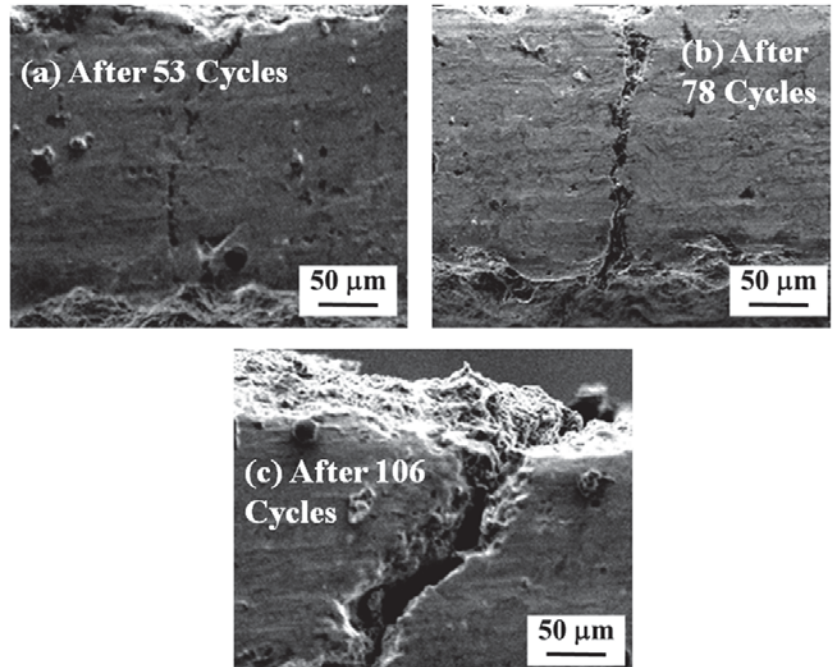 (a) After 53 Cycles
50 μm
(b) After
78 Cycles
50 μm
(c) After 106
Cycles
50 μm